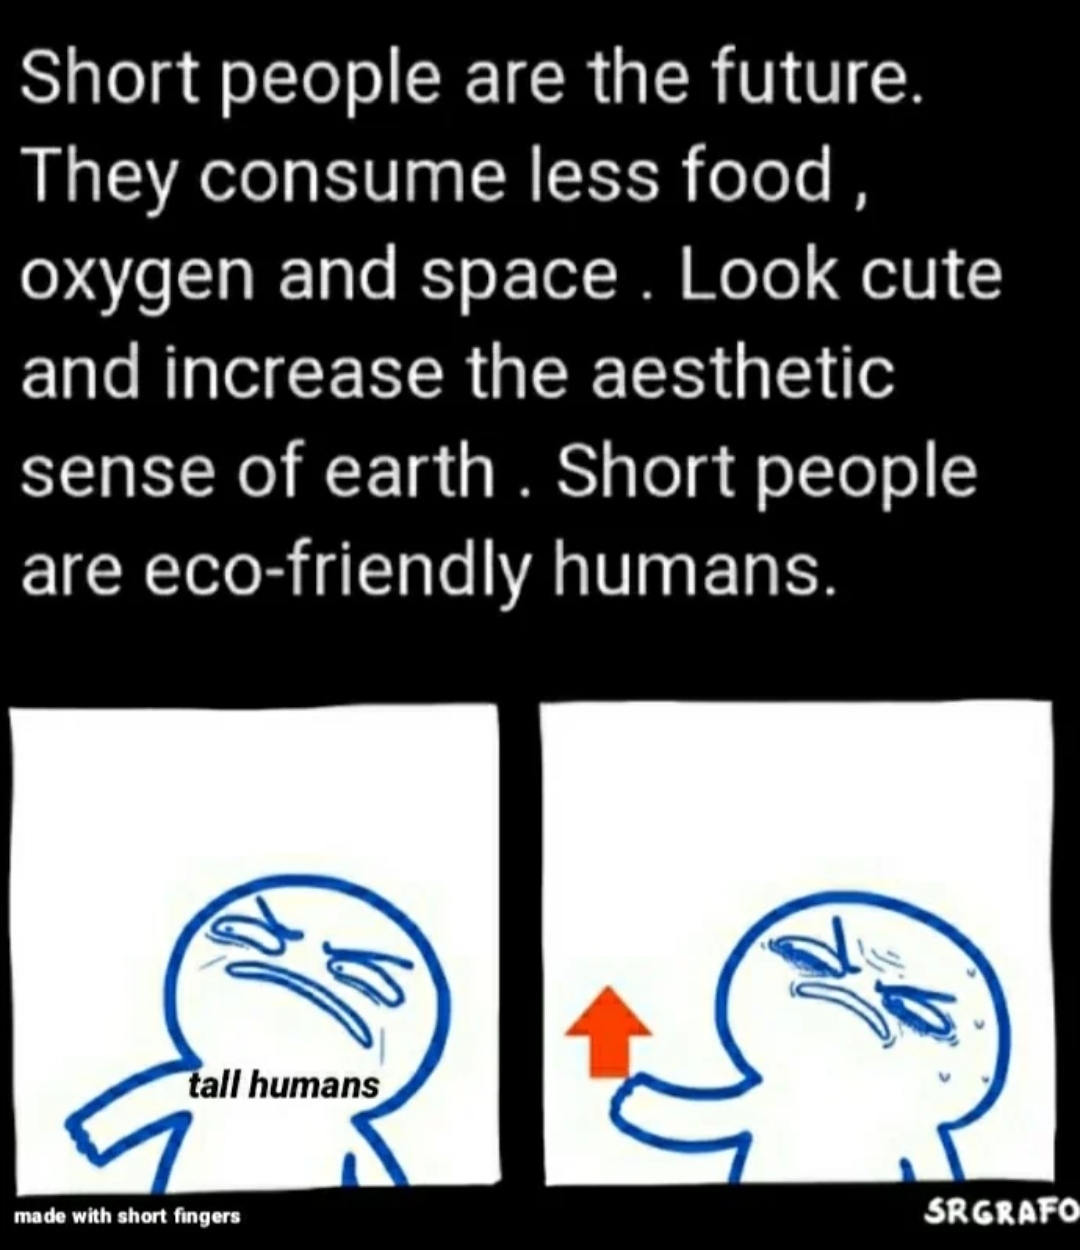 Short people are the future.
They consume less food ,
oxygen and space . Look cute
and increase the aesthetic
sense of earth . Short people
are eco-friendly humans.
tall humans
made with short fingers
SRGRAFO